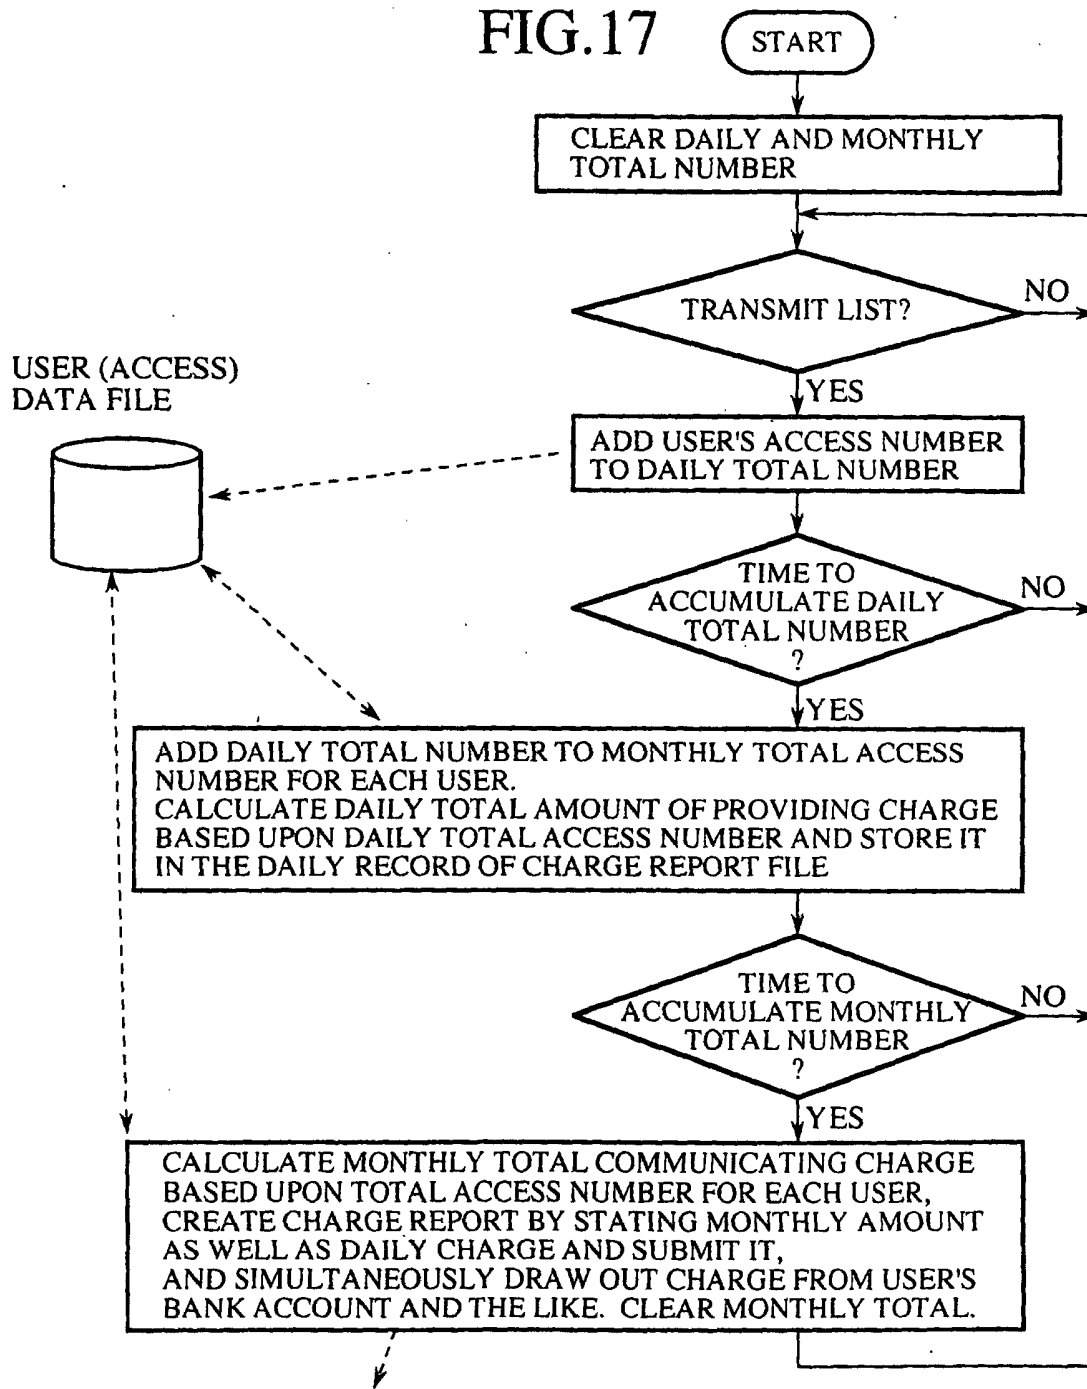 FIG.17
START
CLEAR DAILY AND MONTHLY
TOTAL NUMBER
TRANSMIT LIST?
NO
YES
USER (ACCESS)
DATA FILE
ADD USER'S ACCESS NUMBER
TO DAILY TOTAL NUMBER
TIME TO
ACCUMULATE DAILY
TOTAL NUMBER
?
NO
YES
ADD DAILY TOTAL NUMBER TO MONTHLY TOTAL ACCESS
NUMBER FOR EACH USER.
CALCULATE DAILY TOTAL AMOUNT OF PROVIDING CHARGE
BASED UPON DAILY TOTAL ACCESS NUMBER AND STORE IT
IN THE DAILY RECORD OF CHARGE REPORT FILE
TIME TO
ACCUMULATE MONTHLY
TOTAL NUMBER
?
NO
YES
CALCULATE MONTHLY TOTAL COMMUNICATING CHARGE
BASED UPON TOTAL ACCESS NUMBER FOR EACH USER,
CREATE CHARGE REPORT BY STATING MONTHLY AMOUNT
AS WELL AS DAILY CHARGE AND SUBMIT IT,
AND SIMULTANEOUSLY DRAW OUT CHARGE FROM USER'S
BANK ACCOUNT AND THE LIKE. CLEAR MONTHLY TOTAL.